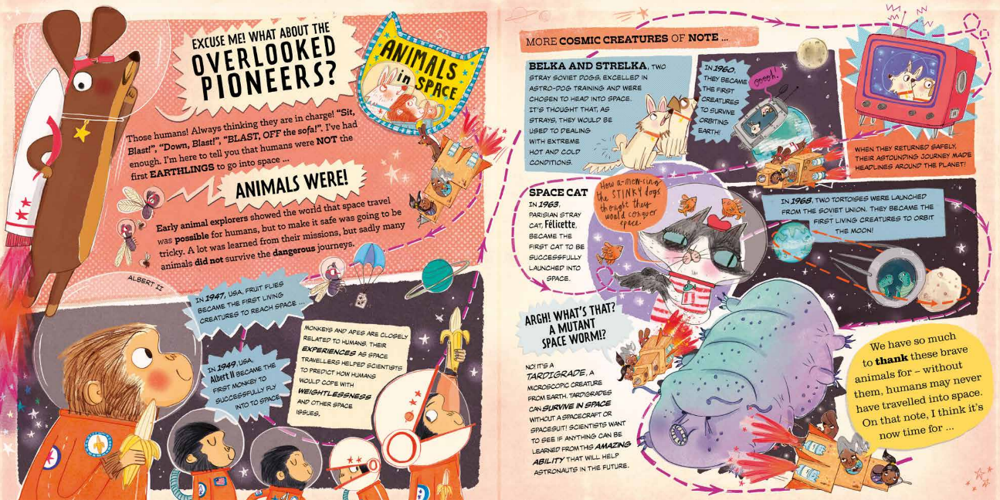 EXCUSE ME! WHAT ABOUT THE
OVERLOOKED
PIONEERS?
ANIMALS
in
SPACE
Those humans! Always thinking they are in charge! "Sit,
Blast!", "Down, Blast!", "BLAST, OFF the sofa!". I've had
enough. I'm here to tell you that humans were NOT the
first EARTHLINGS to go into space ...
ANIMALS WERE!
Early animal explorers showed the world that space travel
was possible for humans, but to make it safe was going to be
tricky. A lot was learned from their missions, but sadly many
animals did not survive the dangerous journeys.
ALBERT II
IN 1947, USA, FRUIT FLIES
BECAME THE FIRST LIVING
CREATURES TO REACH SPACE ...
IN 1949, USA,
Albert II BECAME THE
FIRST MONKEY TO
SUCCESSFULLY FLY
INTO TO SPACE
MONKEYS AND APES ARE CLOSELY
RELATED TO HUMANS. THEIR
EXPERIENCES AS SPACE
TRAVELLERS HELPED SCIENTISTS
TO PREDICT HOW HUMANS
WOULD COPE WITH
WEIGHTLESSNESS
AND OTHER SPACE
ISSUES.
MORE COSMIC CREATURES OF NOTE ...
BELKA AND STRELKA, TWO
STRAY SOVIET DOGS, EXCELLED IN
ASTRO-DOG TRAINING AND WERE
CHOSEN TO HEAD INTO SPACE.
IT'S THOUGHT THAT, AS
STRAYS, THEY WOULD BE
USED TO DEALING
WITH EXTREME
HOT AND COLD
CONDITIONS.
IN 1960,
THEY BECAME
THE FIRST
CREATURES
TO SURVIVE
ORBITING
EARTH!
ooooh!
WHEN THEY RETURNED SAFELY,
THEIR ASTOUNDING JOURNEY MADE
HEADLINES AROUND THE PLANET!
SPACE CAT
IN 1963,
PARISIAN STRAY
CAT, Félicette,
BECAME THE
FIRST CAT TO BE
SUCCESSFULLY
LAUNCHED INTO
SPACE.
How a-mew-sing
the STINKY dogs
thought they
would conquer
space.
IN 1968, TWO TORTOISES WERE LAUNCHED
FROM THE SOVIET UNION. THEY BECAME THE
FIRST LIVING CREATURES TO ORBIT
THE MOON!
ARGH! WHAT'S THAT?
A MUTANT
SPACE WORM!?
NO! IT'S A
TARDIGRADE, A
MICROSCOPIC CREATURE
FROM EARTH. TARDIGRADES
CAN SURVIVE IN SPACE
WITHOUT A SPACECRAFT OR
SPACESUIT! SCIENTISTS WANT
TO SEE IF ANYTHING CAN BE
LEARNED FROM THIS AMAZING
ABILITY THAT WILL HELP
ASTRONAUTS IN THE FUTURE.
We have so much
to thank these brave
animals for – without
them, humans may never
have travelled into space.
On that note, I think it's
now time for ...